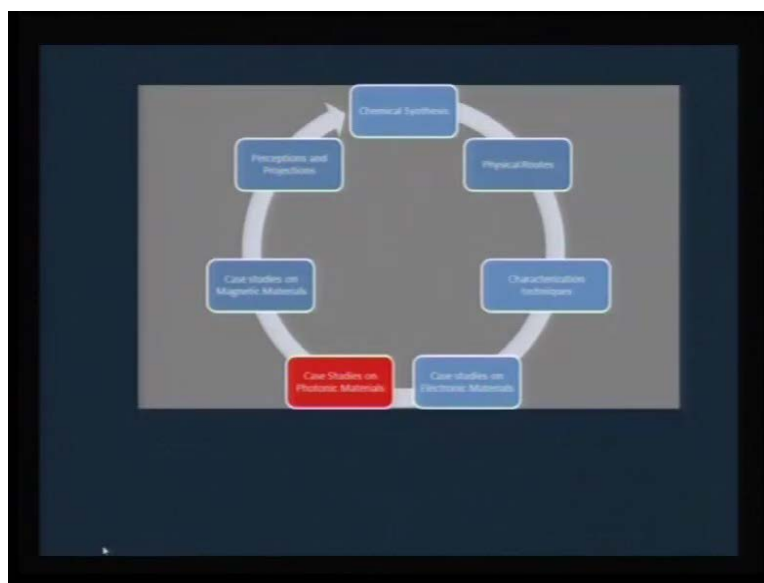 Chemical Synthesis
Physical Routes
Characterization
techniques
Case studies on
Electronic Materials
Case Studies on
Photonic Materials
Case studies on
Magnetic Materials
Perceptions and
Projections